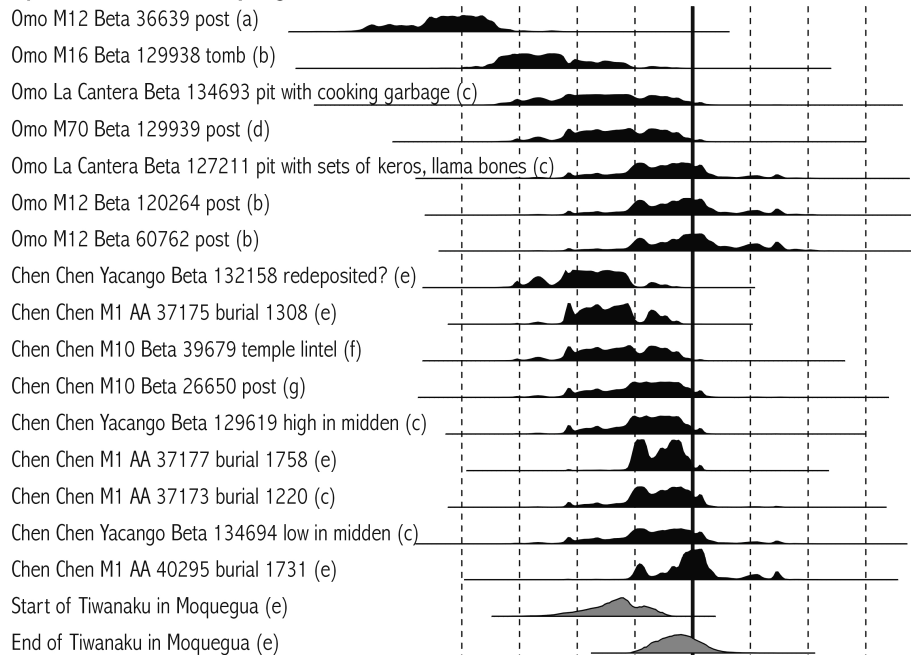 Omo M12 Beta 36639 post (a)
Omo M16 Beta 129938 tomb (b)
Omo La Cantera Beta 134693 pit with cooking garbage (c)
Omo M70 Beta 129939 post (d)
Omo La Cantera Beta 127211 pit with sets of keros, llama bones (c)
Omo M12 Beta 120264 post (b)
Omo M12 Beta 60762 post (b)
Chen Chen Yacango Beta 132158 redeposited? (e)
Chen Chen M1 AA 37175 burial 1308 (e)
Chen Chen M10 Beta 39679 temple lintel (f)
Chen Chen M10 Beta 26650 post (g)
Chen Chen Yacango Beta 129619 high in midden (c)
Chen Chen M1 AA 37177 burial 1758 (e)
Chen Chen M1 AA 37173 burial 1220 (c)
Chen Chen Yacango Beta 134694 low in midden (c)
Chen Chen M1 AA 40295 burial 1731 (e)
Start of Tiwanaku in Moquegua (e)
End of Tiwanaku in Moquegua (e)